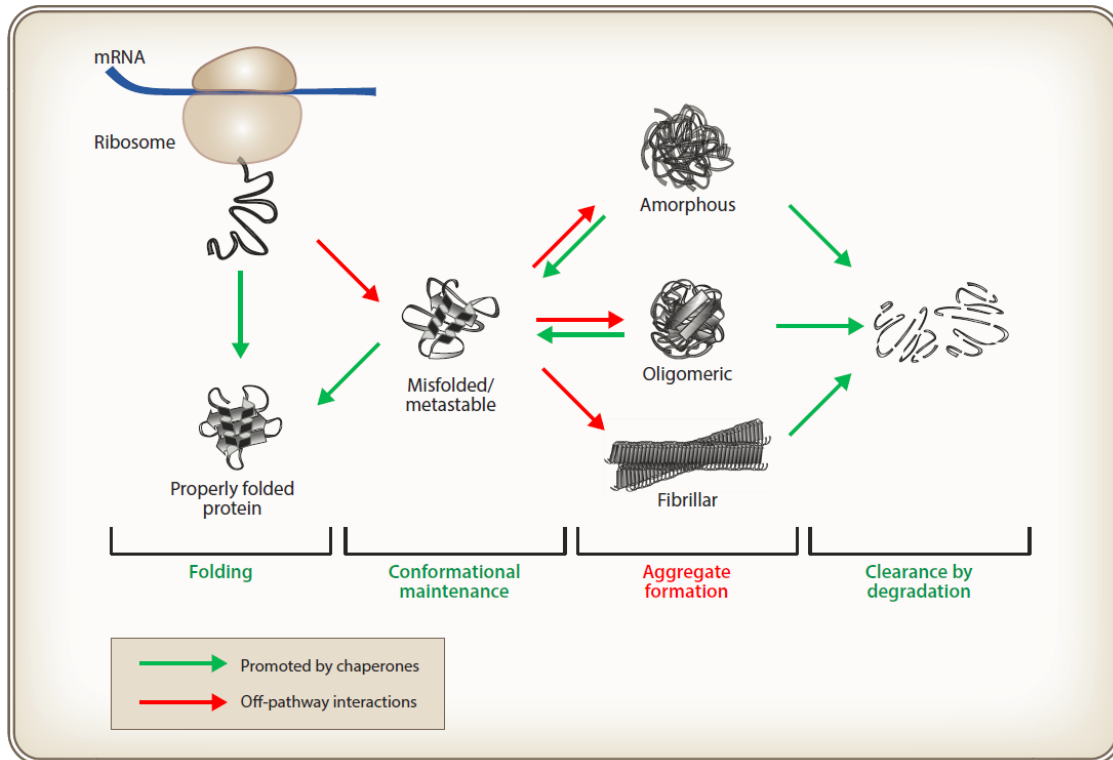 mRNA
Ribosome
Amorphous
Misfolded/
metastable
Oligomeric
Properly folded
protein
Fibrillar
Folding
Conformational
maintenance
Aggregate
formation
Clearance by
degradation
Promoted by chaperones
Off-pathway interactions